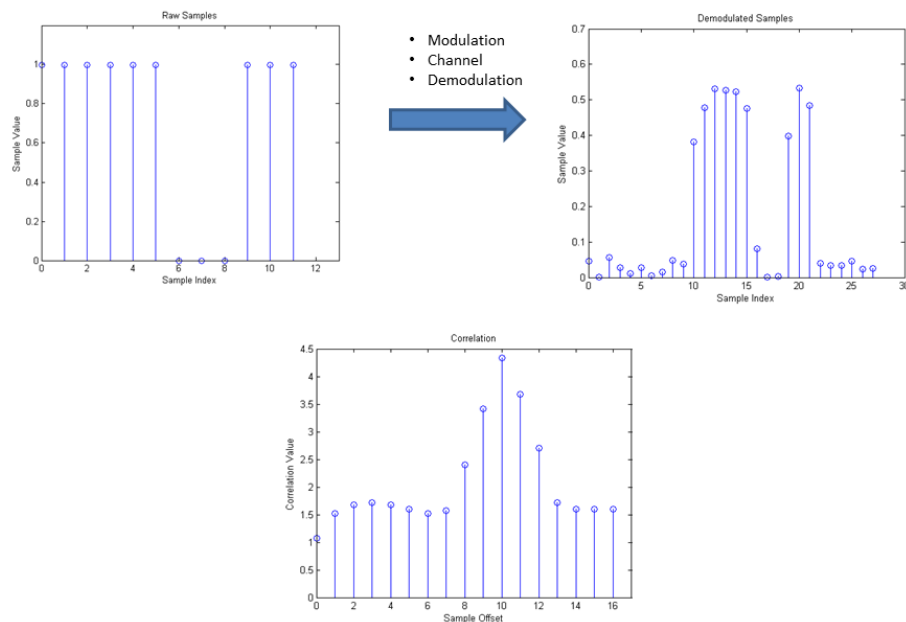 Raw Samples
1
0.8
0.6
0.4
0.2
0
0 2 4 6 8 10 12
Sample Value
Sample Index
• Modulation
• Channel
• Demodulation
Demodulated Samples
0.7
0.6
0.5
0.4
0.3
0.2
0.1
0
0 5 10 15 20 25 30
Sample Value
Sample Index
Correlation
4.5
4
3.5
3
2.5
2
1.5
1
0.5
0
0 2 4 6 8 10 12 14 16
Correlation Value
Sample Offset